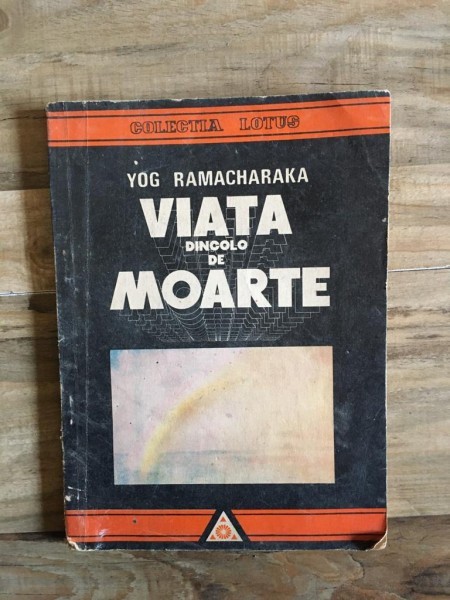 COLECTIA LOTUS
YOG RAMACHARAKA
VIATA
DINCOLO
DE
MOARTE